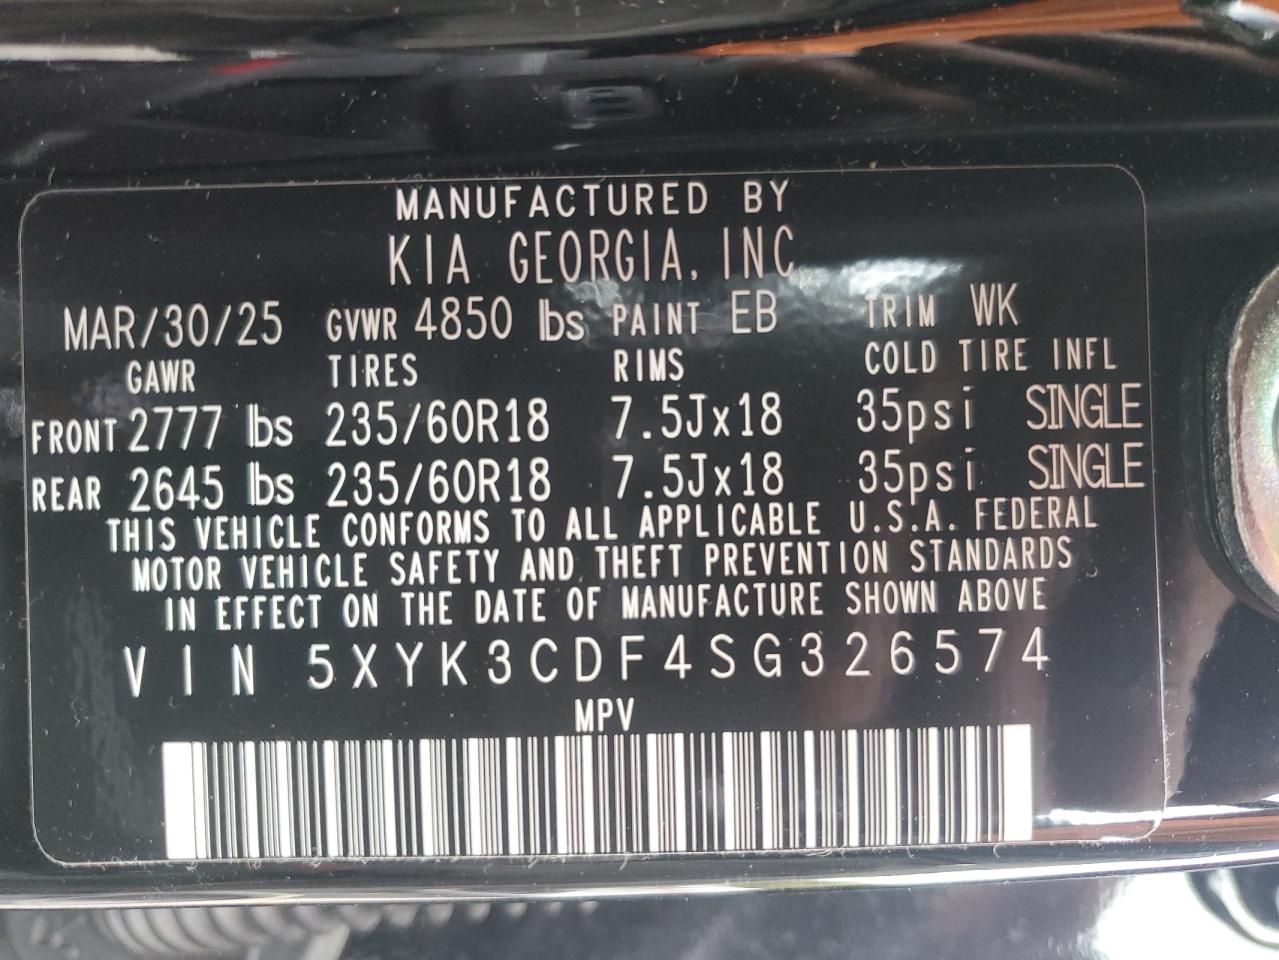 MANUFACTURED BY
KIA GEORGIA, INC.
MAR/30/25 GVWR 4850 lbs PAINT EB TRIM WK
GAWR TIRES RIMS COLD TIRE INFL
FRONT 2777 lbs 235/60R18 7.5Jx18 35psi SINGLE
REAR 2645 lbs 235/60R18 7.5Jx18 35psi SINGLE
THIS VEHICLE CONFORMS TO ALL APPLICABLE U.S.A. FEDERAL
MOTOR VEHICLE SAFETY AND THEFT PREVENTION STANDARDS
IN EFFECT ON THE DATE OF MANUFACTURE SHOWN ABOVE
VIN 5XYK3CDF4SG326574
MPV